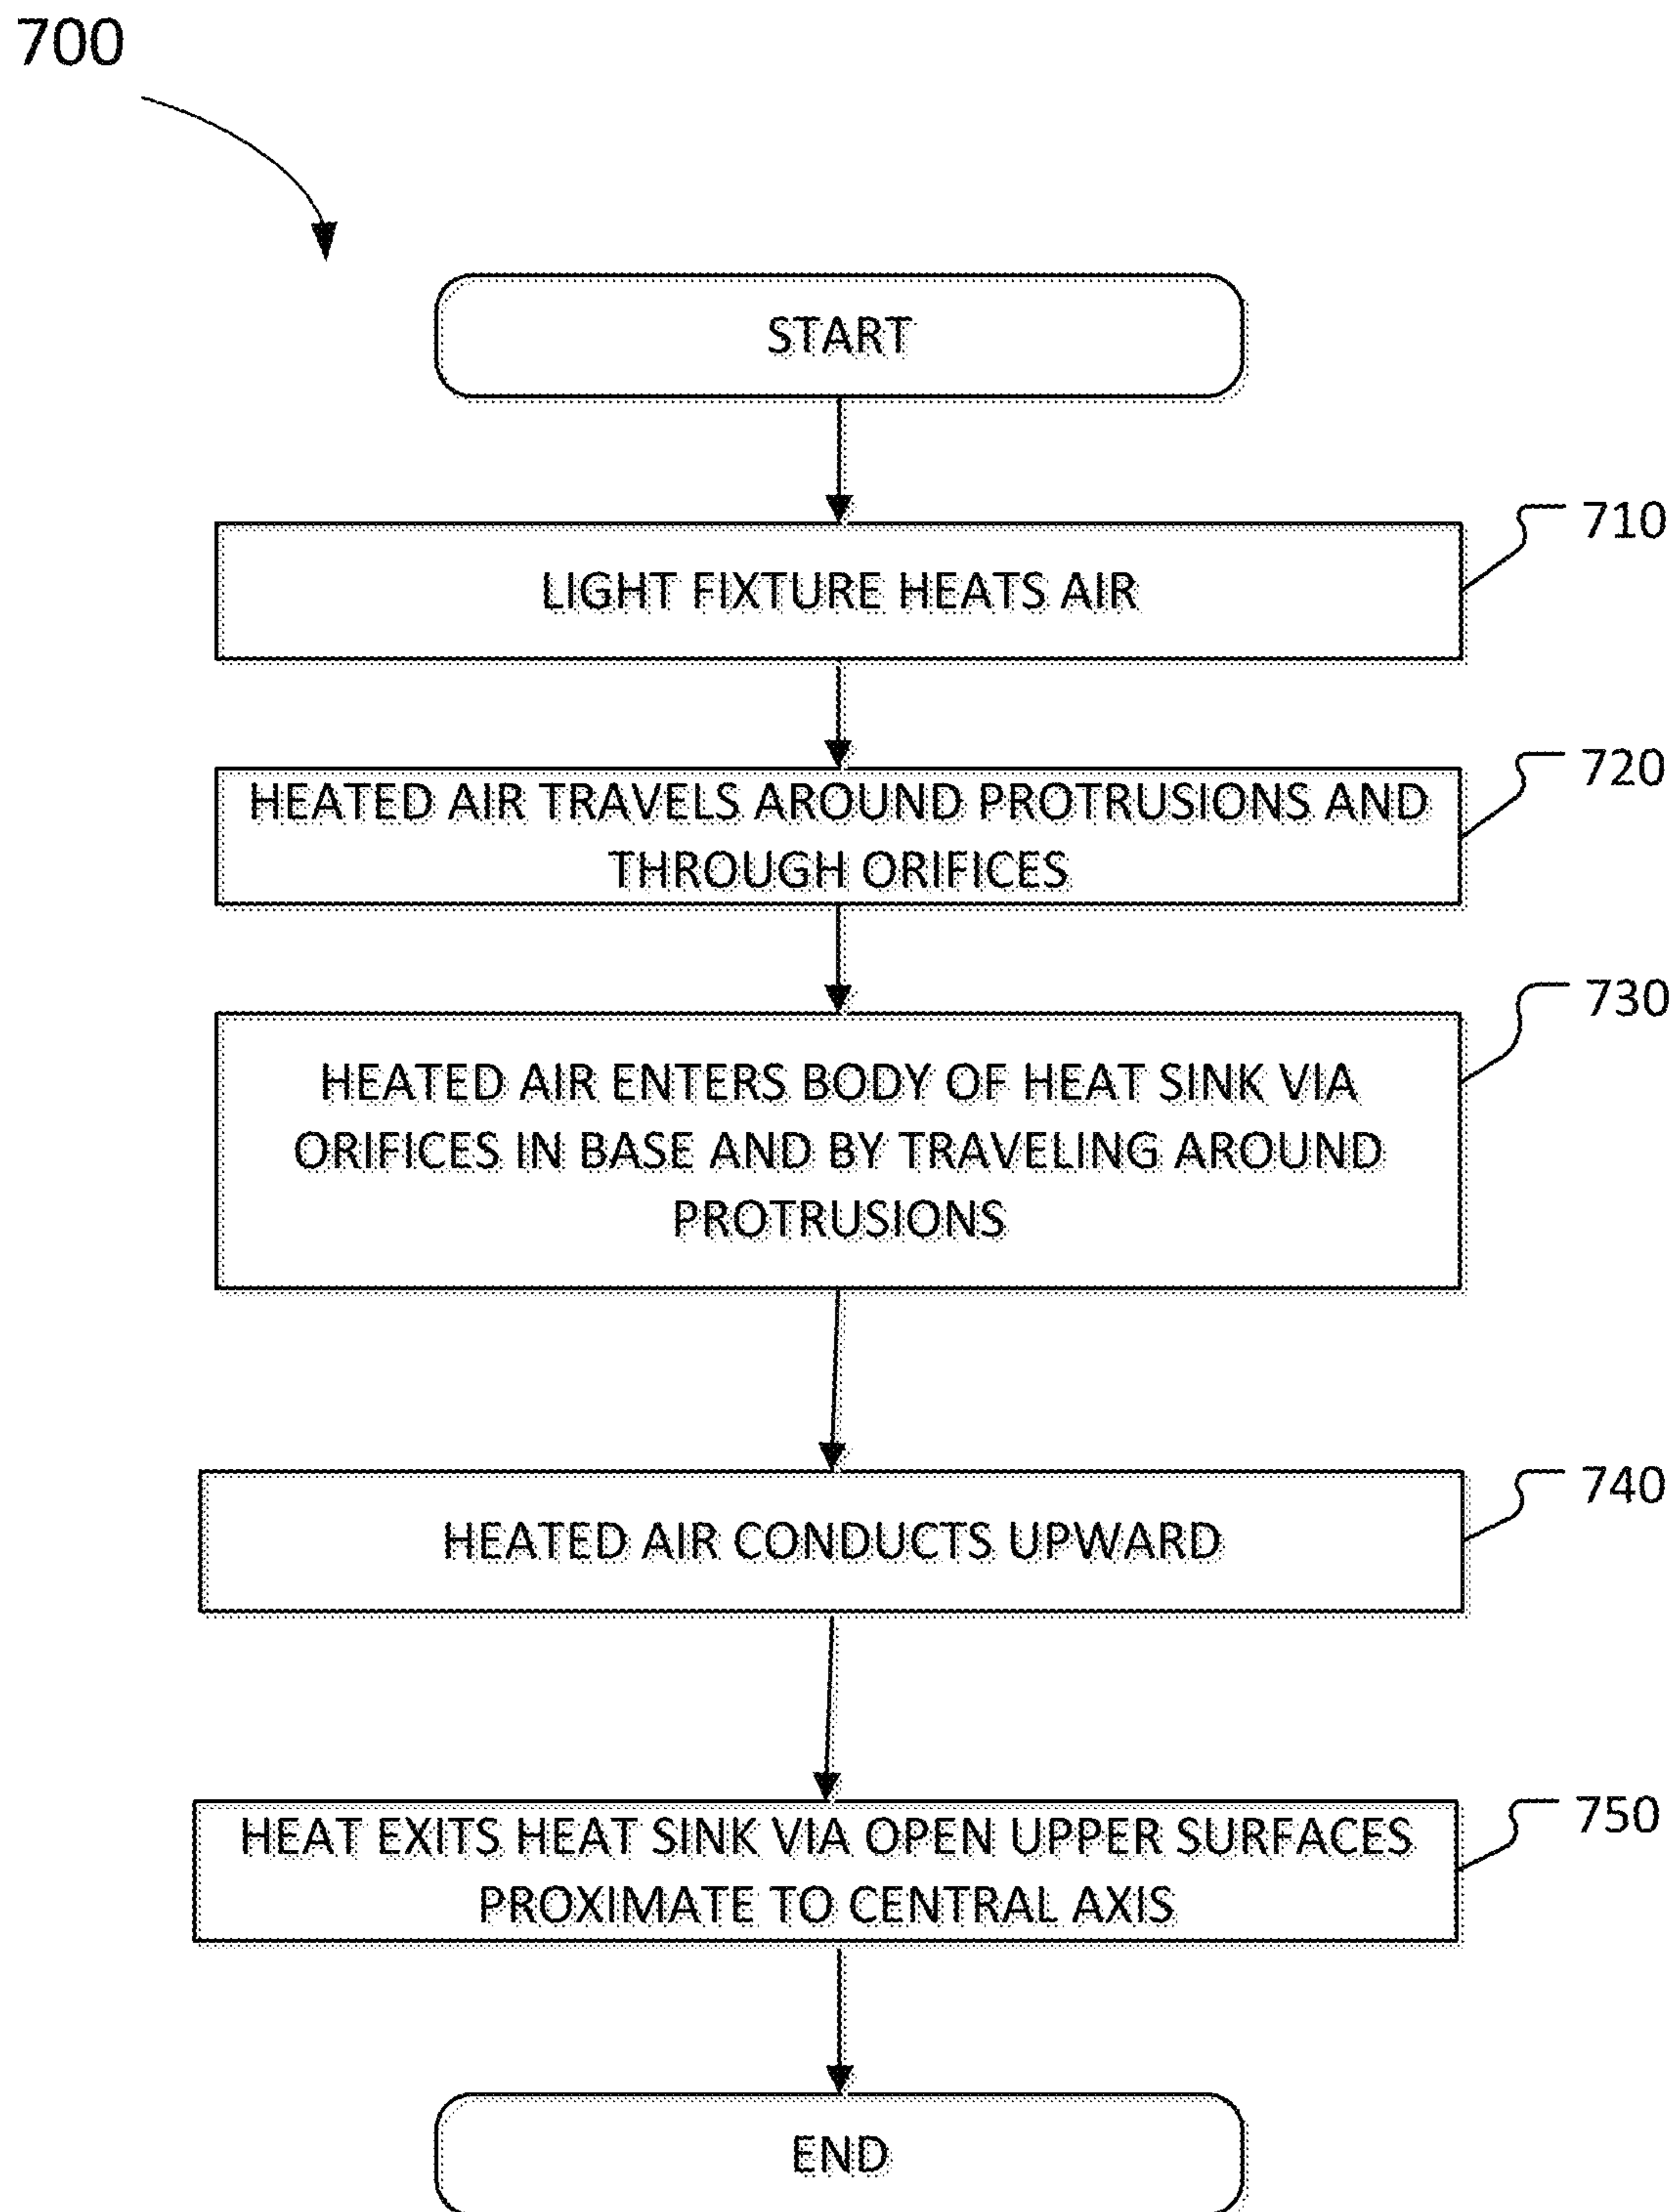 700
START
LIGHT FIXTURE HEATS AIR
710
HEATED AIR TRAVELS AROUND PROTRUSIONS AND
THROUGH ORIFICES
720
HEATED AIR ENTERS BODY OF HEAT SINK VIA
ORIFICES IN BASE AND BY TRAVELING AROUND
PROTRUSIONS
730
HEATED AIR CONDUCTS UPWARD
740
HEAT EXITS HEAT SINK VIA OPEN UPPER SURFACES
PROXIMATE TO CENTRAL AXIS
750
END